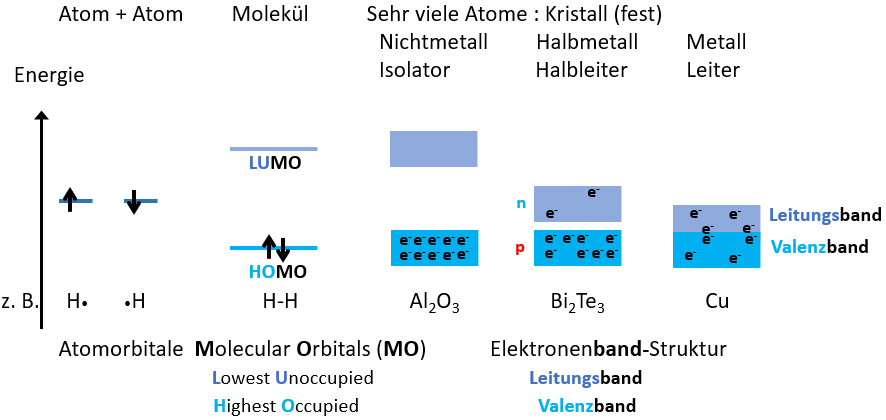 Atom + Atom
Molekül
Sehr viele Atome : Kristall (fest)
Nichtmetall
Isolator
Halbmetall
Halbleiter
Metall
Leiter
Energie
LUMO
HOMO
e- e- e- e- e-
e- e- e- e- e-
n
e-
e-
p
e- e- e- e-
e- e- e- e-
e- e-
e- e-
e- e-
e- e-
Leitungsband
Valenzband
z. B. H• •H H-H Al₂O₃ Bi₂Te₃ Cu
Atomorbitale Molecular Orbitals (MO) Elektronenband-Struktur
Lowest Unoccupied Leitungsband
Highest Occupied Valenzband